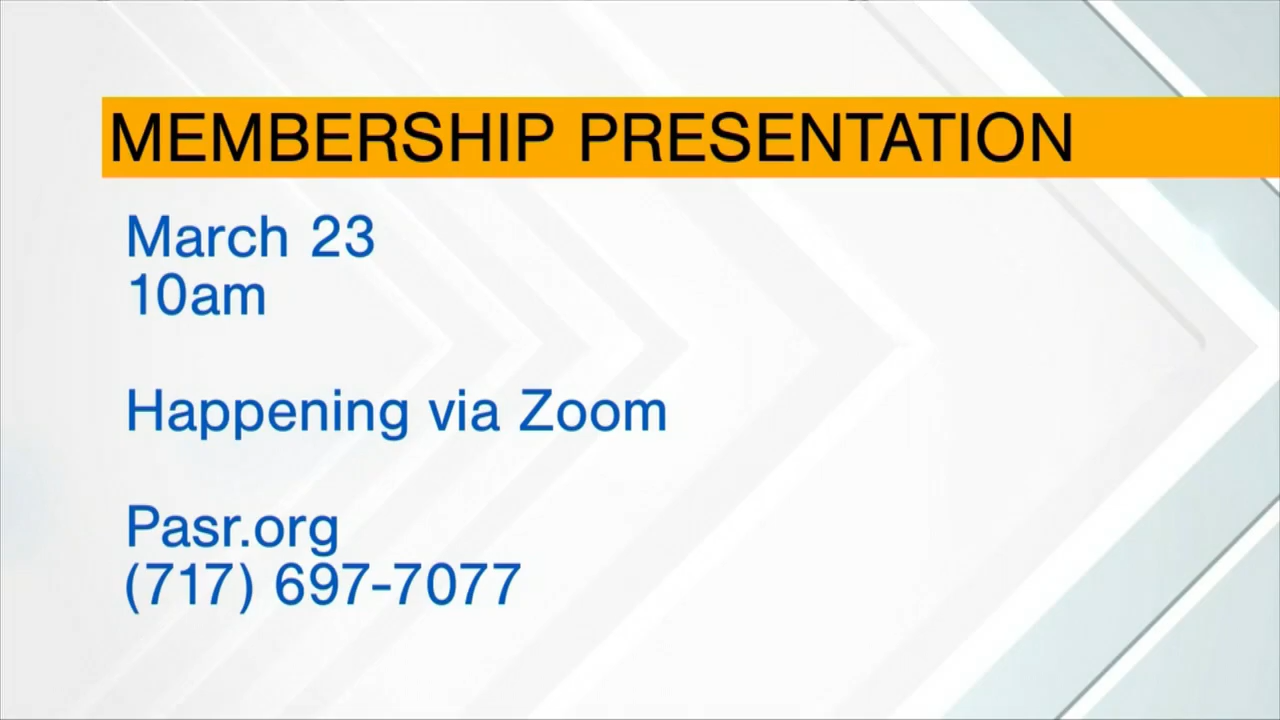 MEMBERSHIP PRESENTATION
March 23
10am
Happening via Zoom
Pasr.org
(717) 697-7077